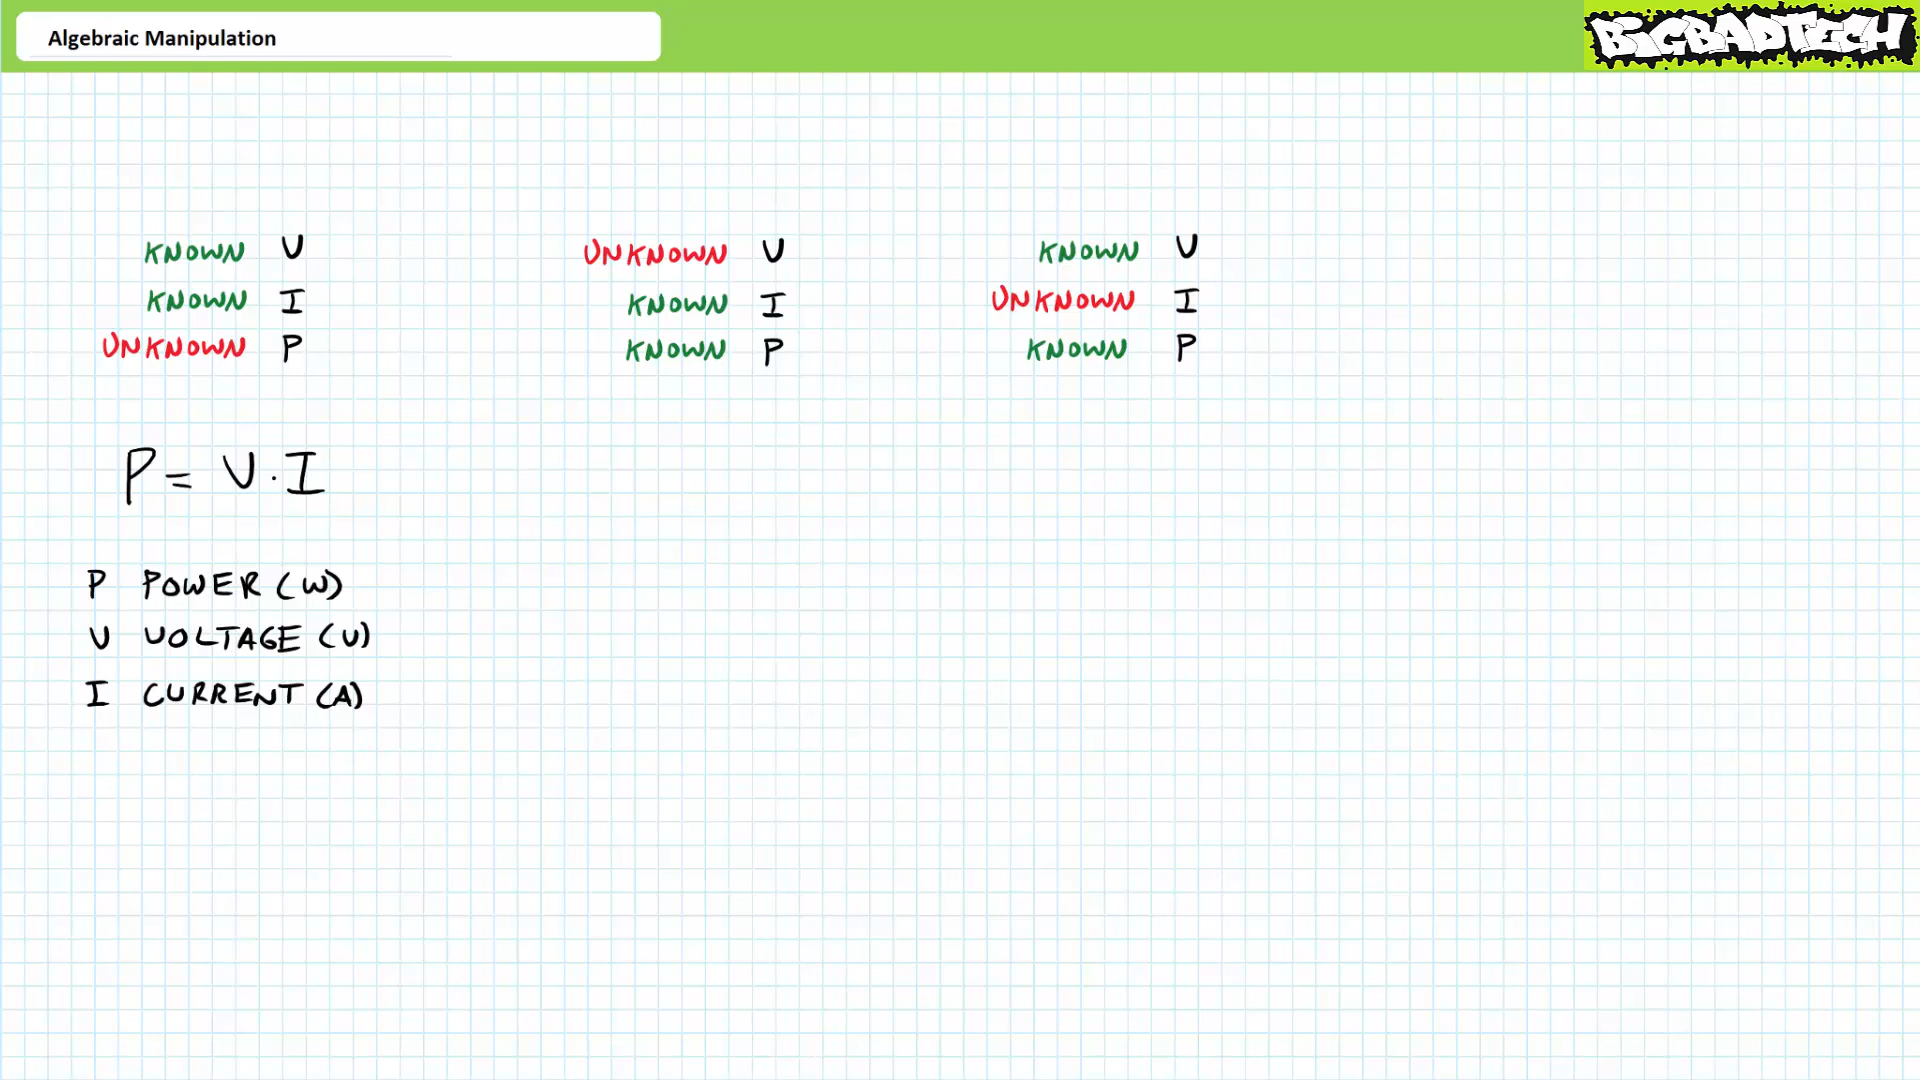 Algebraic Manipulation
BIGBADTECH
KNOWN V
KNOWN I
UNKNOWN P
UNKNOWN V
KNOWN I
KNOWN P
KNOWN V
UNKNOWN I
KNOWN P
P = V · I
P POWER (W)
V VOLTAGE (V)
I CURRENT (A)